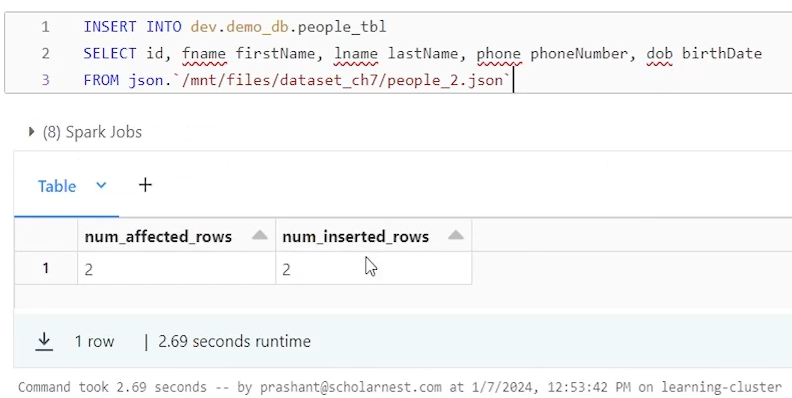 1 INSERT INTO dev.demo_db.people_tbl
2 SELECT id, fname firstName, lname lastName, phone phoneNumber, dob birthDate
3 FROM json.`/mnt/files/dataset_ch7/people_2.json`
(8) Spark Jobs
Table +
num_affected_rows num_inserted_rows
1 2 2
1 row | 2.69 seconds runtime
Command took 2.69 seconds -- by prashant@scholarnest.com at 1/7/2024, 12:53:42 PM on learning-cluster